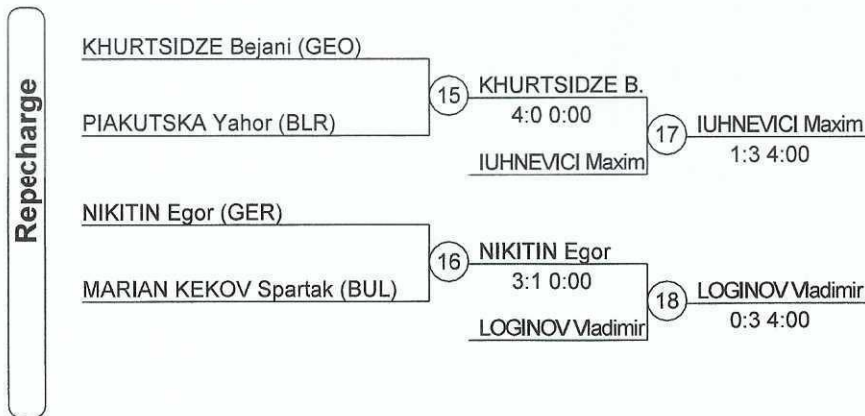 Repechage
KHURTSIDZE Bejani (GEO)
15
KHURTSIDZE B.
4:0 0:00
PIAKUTSKA Yahor (BLR)
17
IUHNEVICI Maxim
1:3 4:00
IUHNEVICI Maxim
NIKITIN Egor (GER)
16
NIKITIN Egor
3:1 0:00
MARIAN KEKOV Spartak (BUL)
18
LOGINOV Vladimir
0:3 4:00
LOGINOV Vladimir